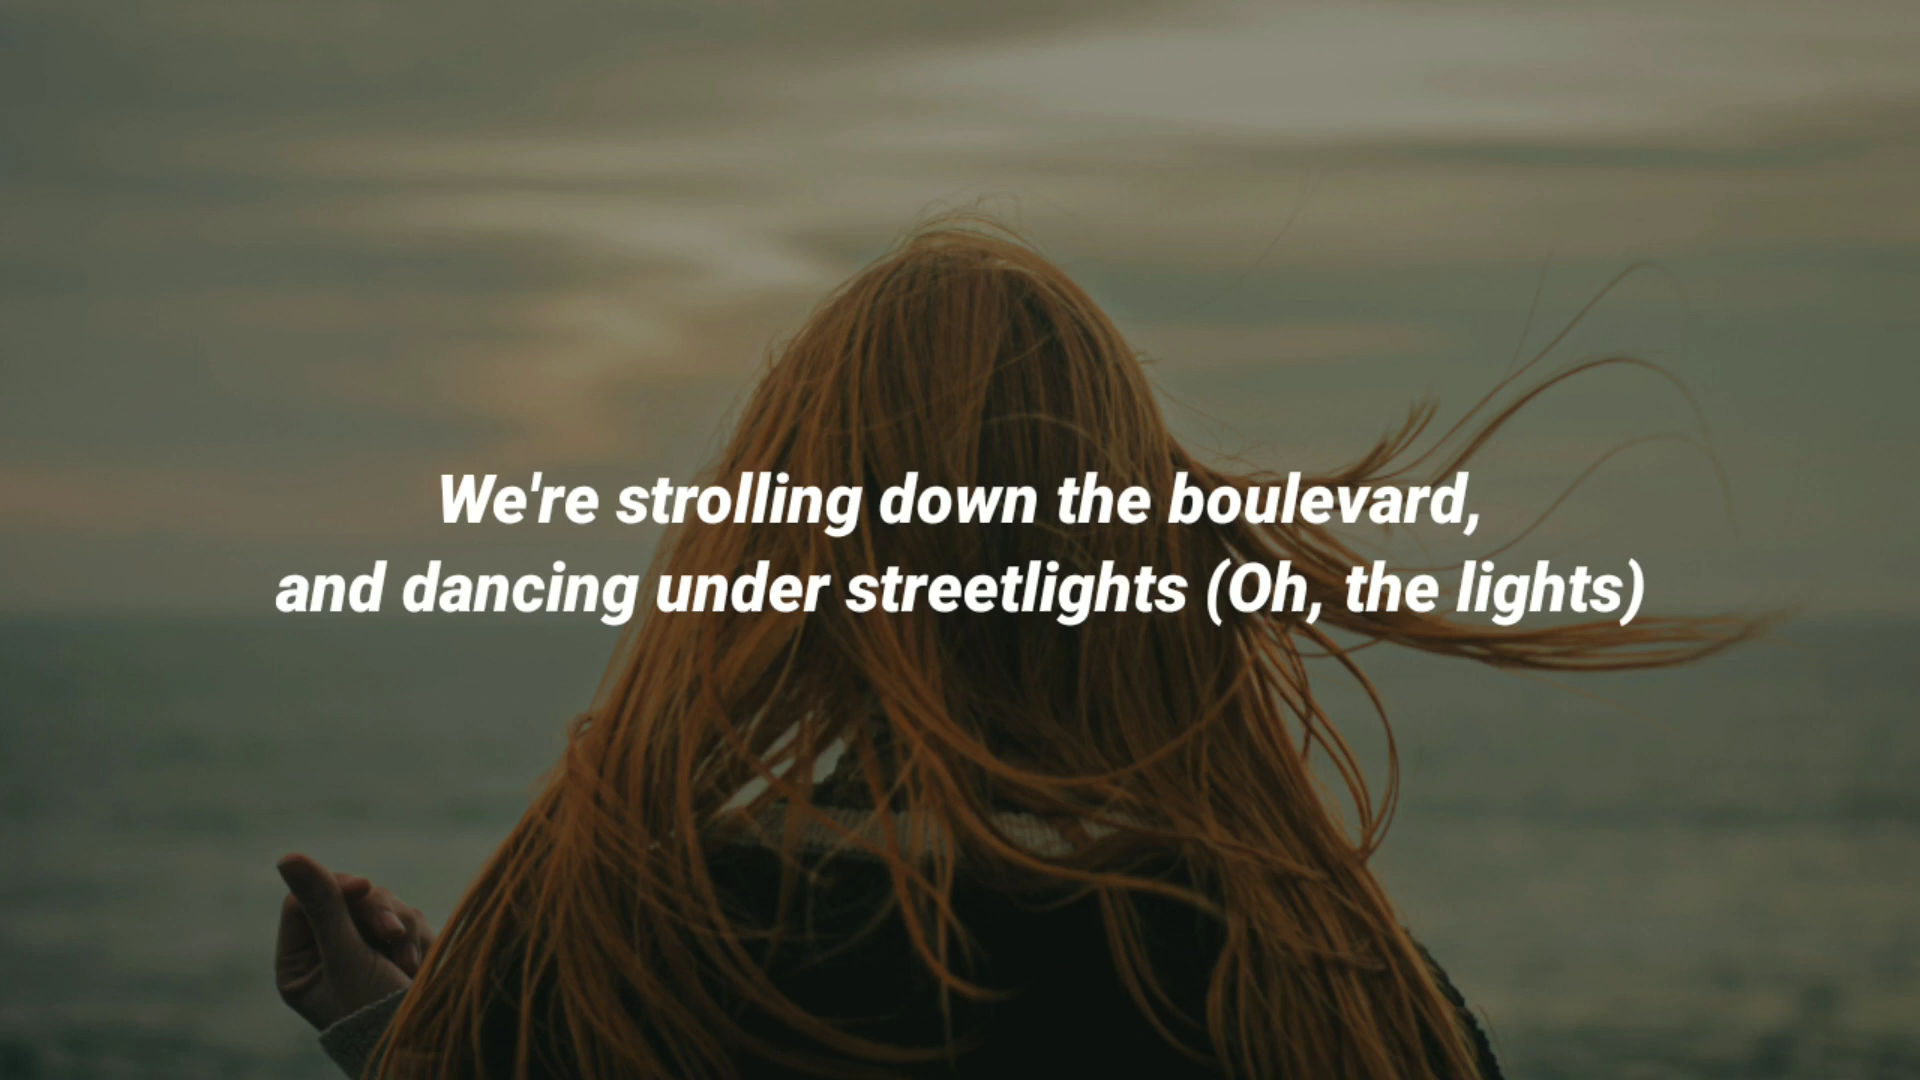 We're strolling down the boulevard,
and dancing under streetlights (Oh, the lights)